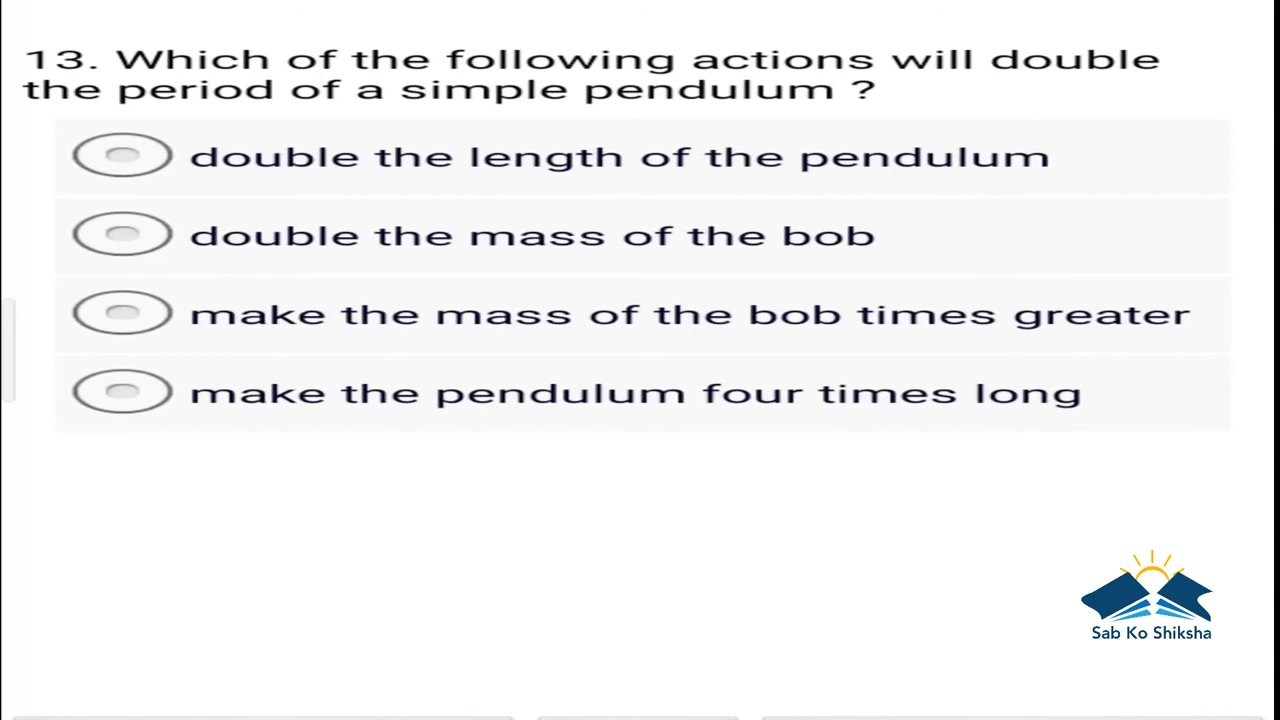 13. Which of the following actions will double
the period of a simple pendulum ?
double the length of the pendulum
double the mass of the bob
make the mass of the bob times greater
make the pendulum four times long
Sab Ko Shiksha